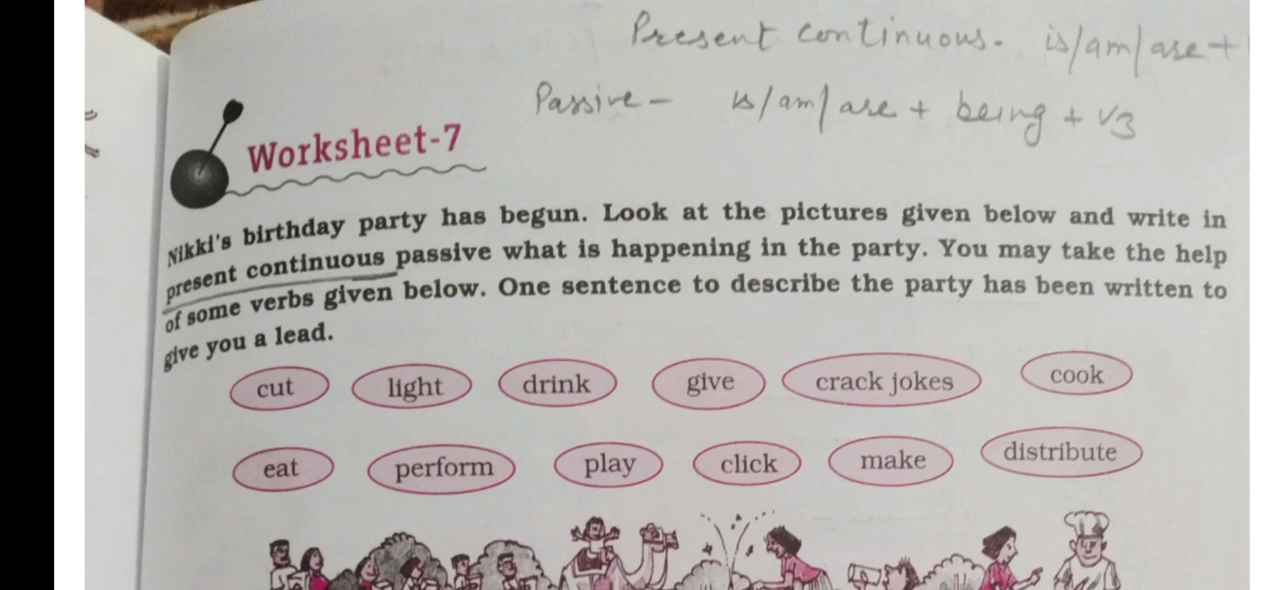 Present continuous. is/am/are +
Passive - is/am/are + being + V3
Worksheet-7
Nikki's birthday party has begun. Look at the pictures given below and write in
present continuous passive what is happening in the party. You may take the help
of some verbs given below. One sentence to describe the party has been written to
give you a lead.
cut light drink give crack jokes cook
eat perform play click make distribute